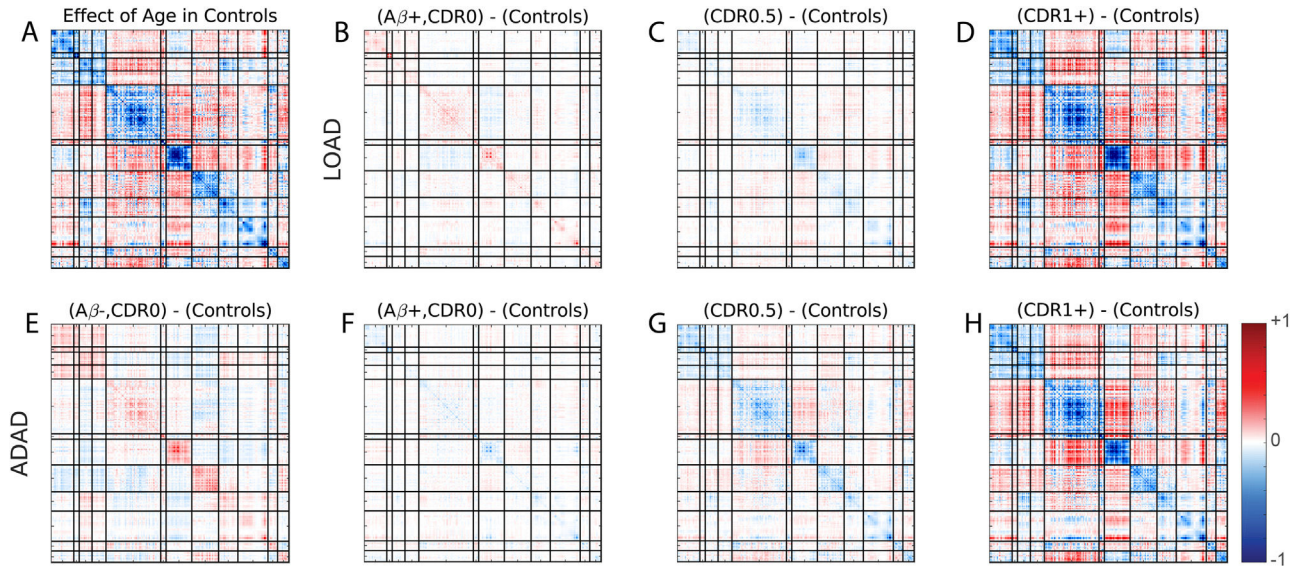 A
Effect of Age in Controls
B
(Aβ+,CDR0) - (Controls)
C
(CDR0.5) - (Controls)
D
(CDR1+) - (Controls)
LOAD
E
(Aβ-,CDR0) - (Controls)
F
(Aβ+,CDR0) - (Controls)
G
(CDR0.5) - (Controls)
H
(CDR1+) - (Controls)
ADAD
+1
0
-1